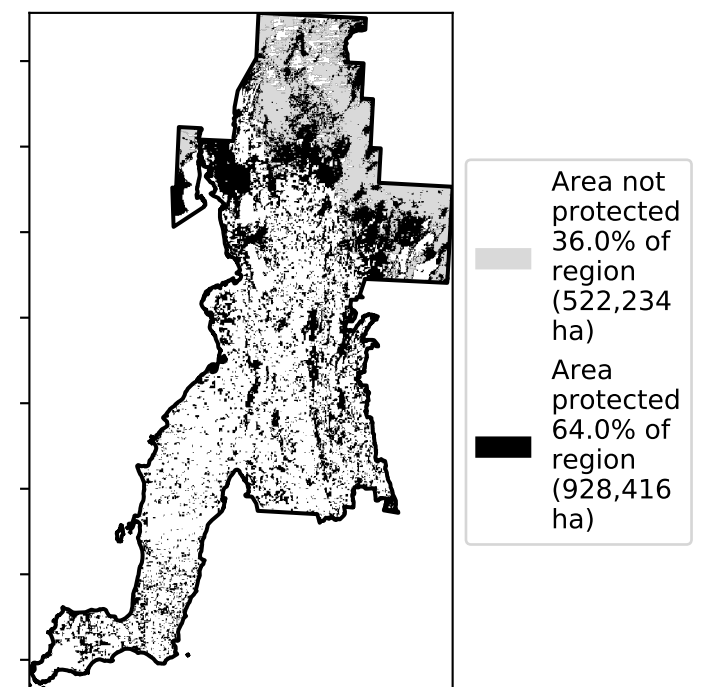 Area not
protected
36.0% of
region
(522,234
ha)
Area
protected
64.0% of
region
(928,416
ha)